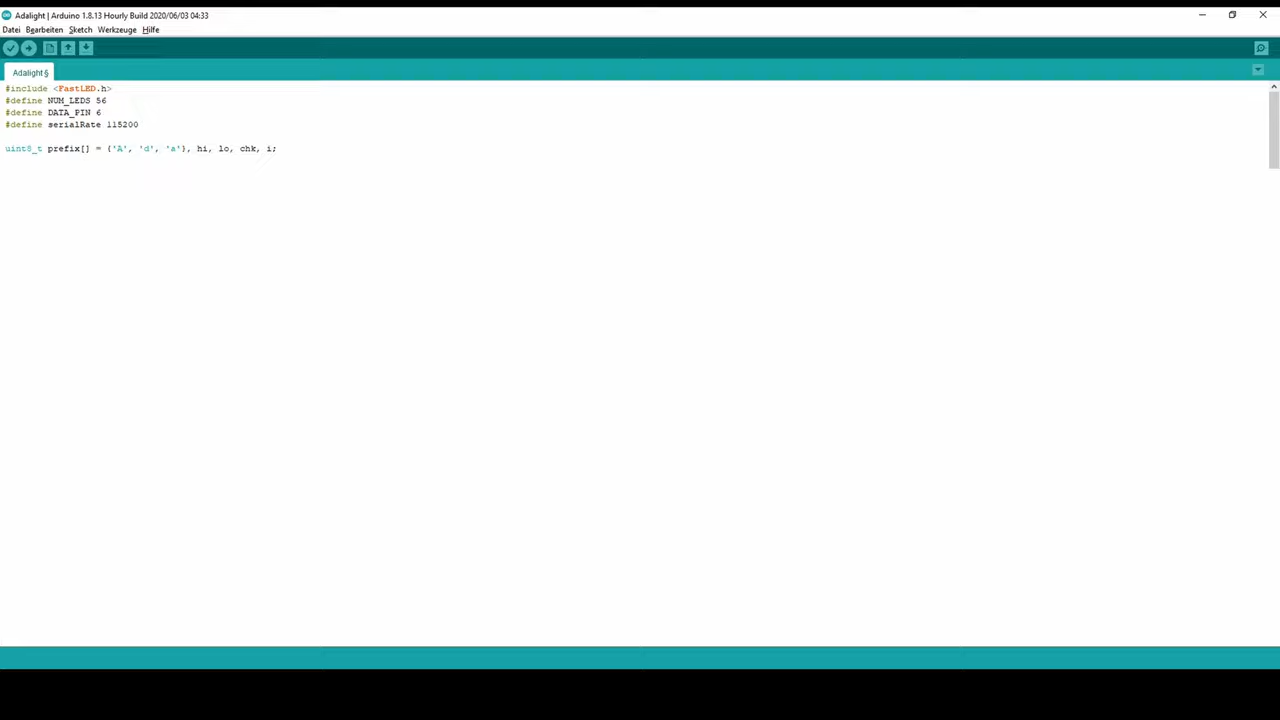 Adalight | Arduino 1.8.13 Hourly Build 2020/06/03 04:33
Datei Bearbeiten Sketch Werkzeuge Hilfe
Adalight §
#include <FastLED.h>
#define NUM_LEDS 56
#define DATA_PIN 6
#define serialRate 115200
uint8_t prefix[] = {'A', 'd', 'a'}, hi, lo, chk, i;